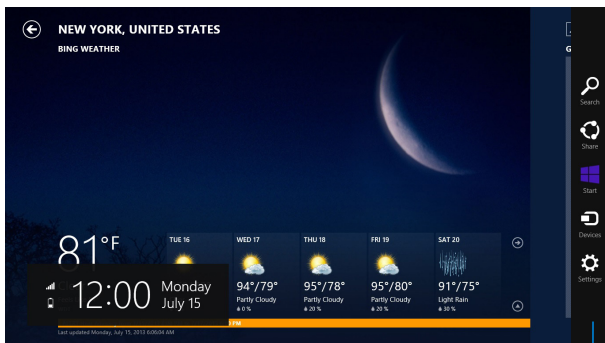 NEW YORK, UNITED STATES
BING WEATHER
G
Search
Share
Start
Devices
Settings
81°F
TUE 16
WED 17
94°/79°
Partly Cloudy
0 %
THU 18
95°/78°
Partly Cloudy
20 %
FRI 19
95°/80°
Partly Cloudy
20 %
SAT 20
91°/75°
Light Rain
30 %
12:00
Monday
July 15
PM
Last updated Monday, July 15, 2013 6:06:04 AM